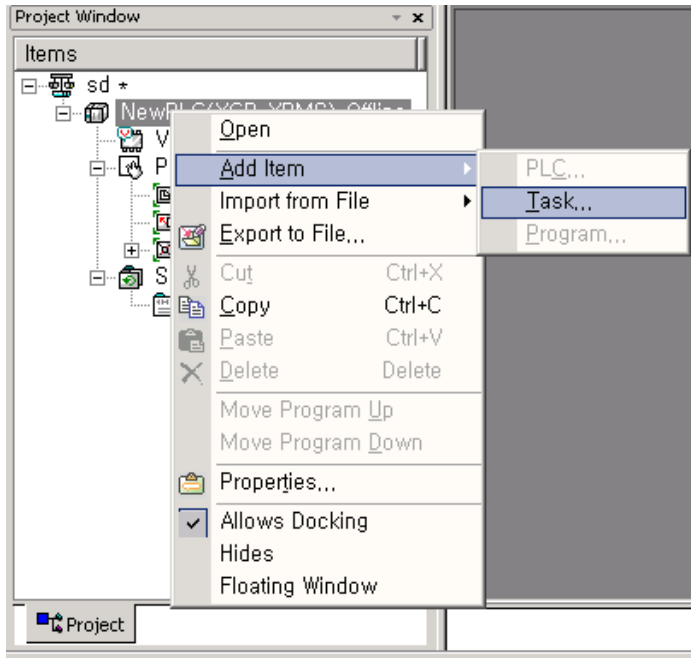 Project Window
Items
sd *
NewPLC(XGB-XBMS)-Offline
V
Open
P
Add Item
PLC...
Import from File
Task...
Export to File...
Program...
S
Cut Ctrl+X
Copy Ctrl+C
Paste Ctrl+V
Delete Delete
Move Program Up
Move Program Down
Properties...
Allows Docking
Hides
Floating Window
Project